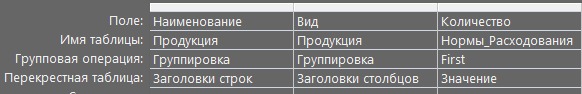 Поле: Наименование Вид Количество
Имя таблицы: Продукция Продукция Нормы_Расходования
Групповая операция: Группировка Группировка First
Перекрестная таблица: Заголовки строк Заголовки столбцов Значение